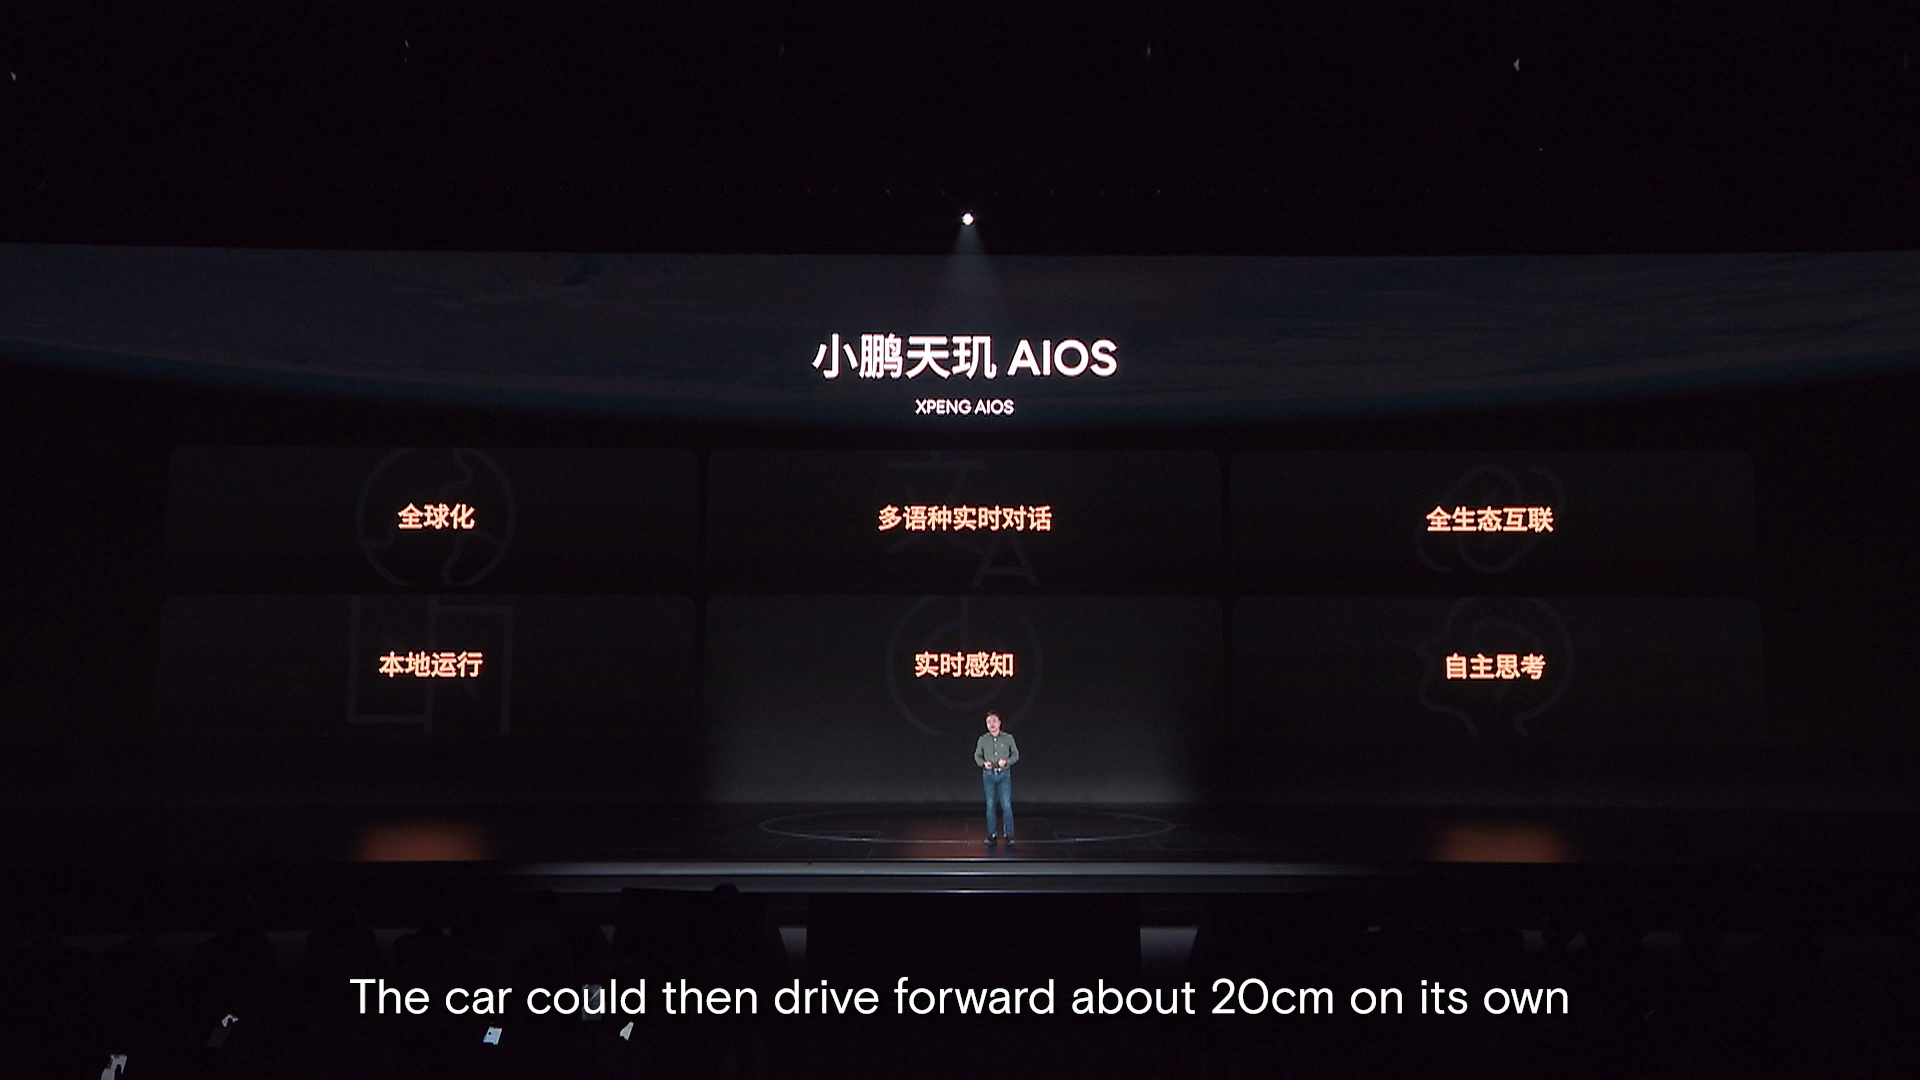 小鹏天玑 AIOS
XPENG AIOS
全球化
多语种实时对话
全生态互联
本地运行
实时感知
自主思考
The car could then drive forward about 20cm on its own